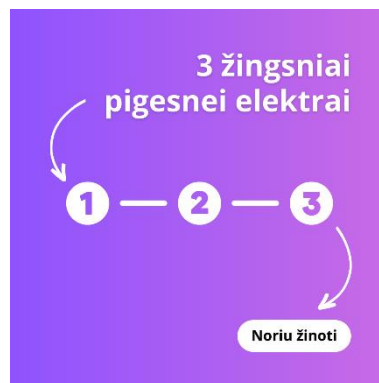 3 žingsniai
pigesnei elektrai
1 2 3
Noriu žinoti